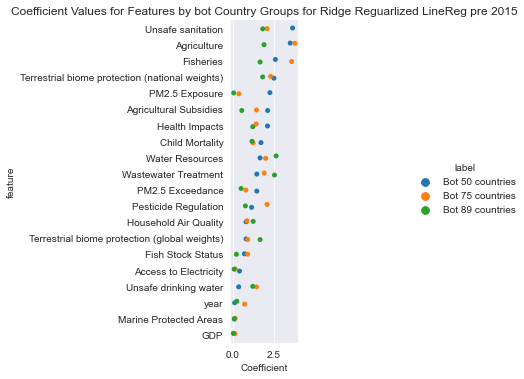 Coefficient Values for Features by bot Country Groups for Ridge Reguarlized LineReg pre 2015
Unsafe sanitation
Agriculture
Fisheries
Terrestrial biome protection (national weights)
PM2.5 Exposure
Agricultural Subsidies
Health Impacts
Child Mortality
Water Resources
Wastewater Treatment
PM2.5 Exceedance
Pesticide Regulation
Household Air Quality
Terrestrial biome protection (global weights)
Fish Stock Status
Access to Electricity
Unsafe drinking water
year
Marine Protected Areas
GDP
feature
0.0 2.5
Coefficient
label
Bot 50 countries
Bot 75 countries
Bot 89 countries